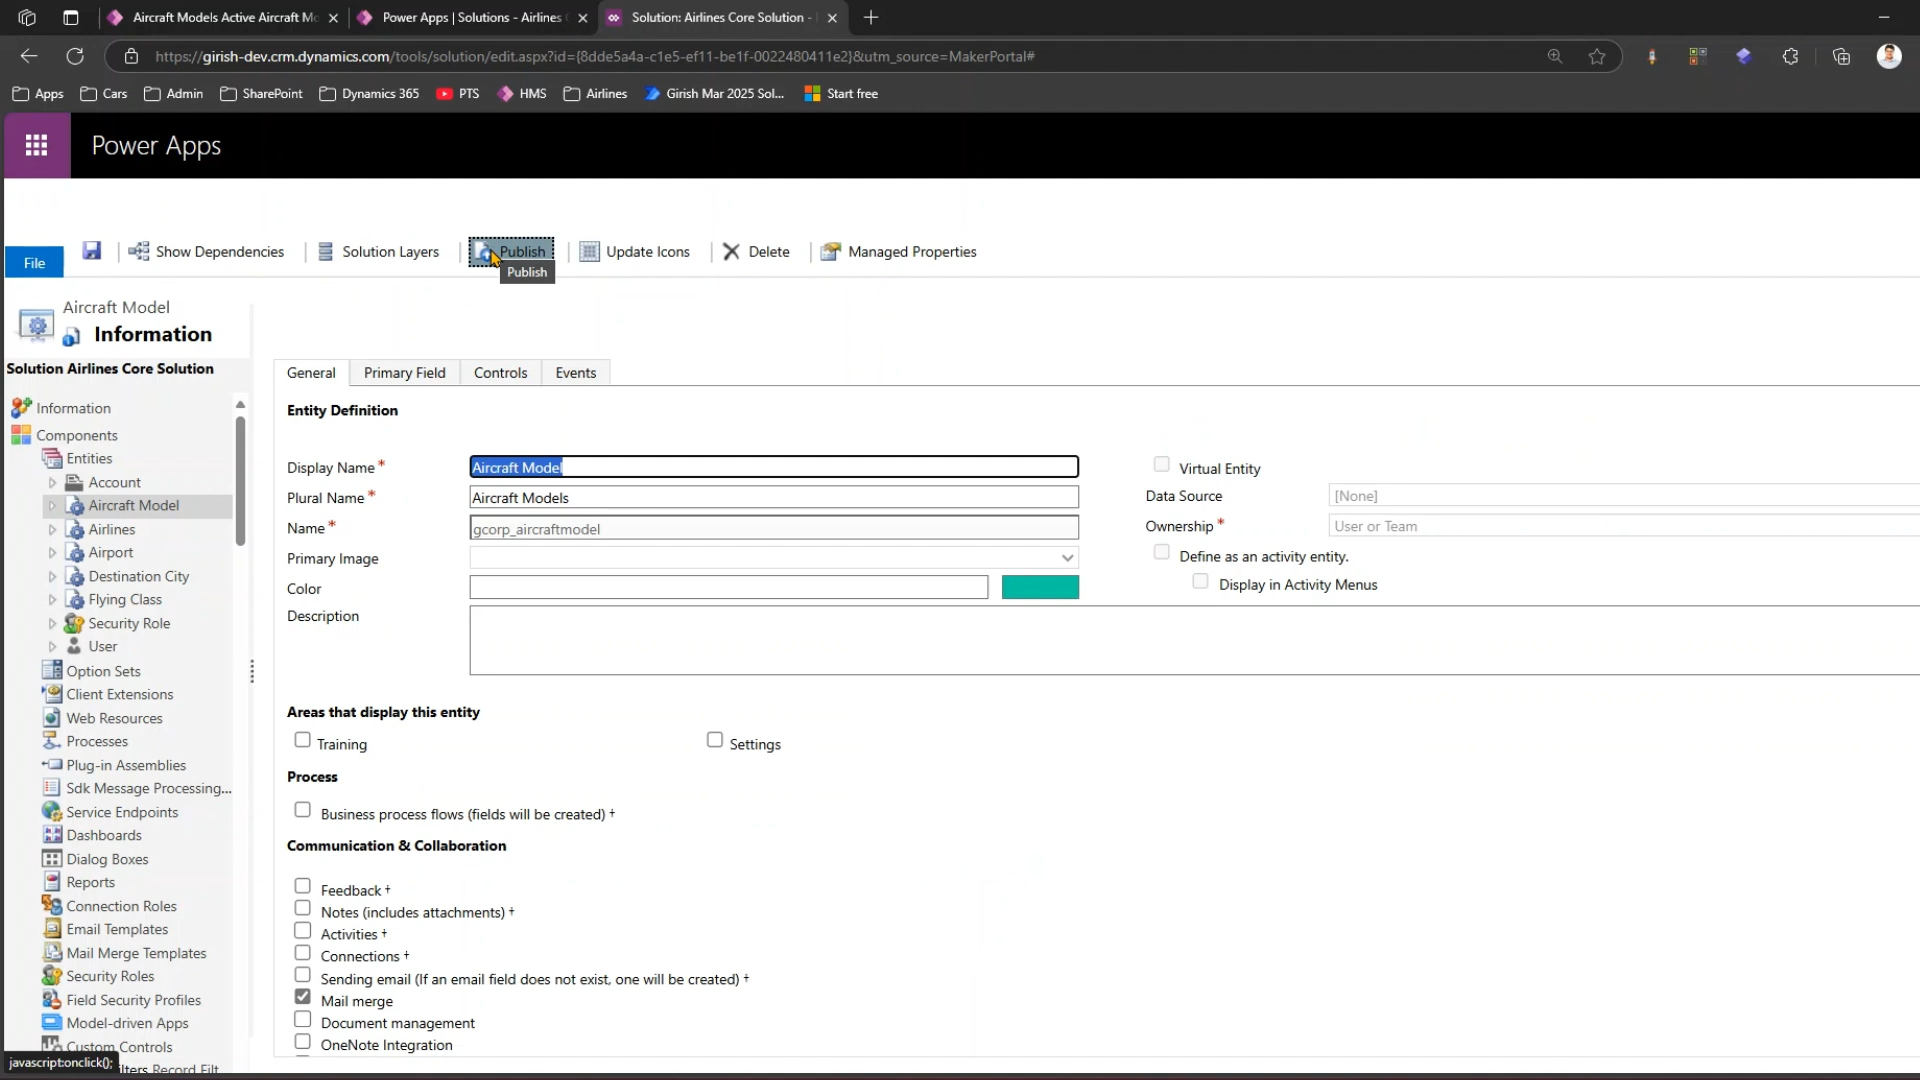 Aircraft Models Active Aircraft Mo
Power Apps | Solutions - Airlines
Solution: Airlines Core Solution -
https://girish-dev.crm.dynamics.com/tools/solution/edit.aspx?id={8dde5a4a-c1e5-ef11-be1f-0022480411e2}&utm_source=MakerPortal#
Apps
Cars
Admin
SharePoint
Dynamics 365
PTS
HMS
Airlines
Girish Mar 2025 Sol...
Start free
Power Apps
File
Show Dependencies
Solution Layers
Publish
Update Icons
Delete
Managed Properties
Publish
Aircraft Model
Information
Solution Airlines Core Solution
Information
Components
Entities
Account
Aircraft Model
Airlines
Airport
Destination City
Flying Class
Security Role
User
Option Sets
Client Extensions
Web Resources
Processes
Plug-in Assemblies
Sdk Message Processing...
Service Endpoints
Dashboards
Dialog Boxes
Reports
Connection Roles
Email Templates
Mail Merge Templates
Security Roles
Field Security Profiles
Model-driven Apps
Custom Controls
javascript:onclick();
General
Primary Field
Controls
Events
Entity Definition
Display Name*
Aircraft Model
Plural Name*
Aircraft Models
Name*
gcorp_aircraftmodel
Primary Image
Color
Description
Virtual Entity
Data Source
[None]
Ownership*
User or Team
Define as an activity entity.
Display in Activity Menus
Areas that display this entity
Training
Settings
Process
Business process flows (fields will be created) †
Communication & Collaboration
Feedback †
Notes (includes attachments) †
Activities †
Connections †
Sending email (If an email field does not exist, one will be created) †
Mail merge
Document management
OneNote Integration